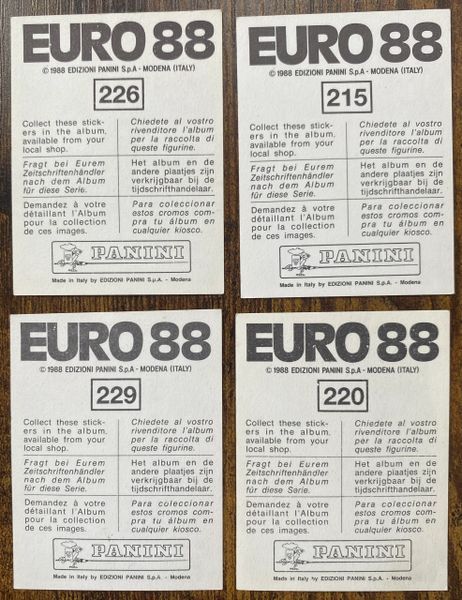 EURO 88
© 1988 EDIZIONI PANINI S.p.A - MODENA (ITALY)
226
Collect these stick-
ers in the album,
available from your
local shop.
Chiedete al vostro
rivenditore l'album
per la raccolta di
queste figurine.
Fragt bei Eurem
Zeitschriftenhändler
nach dem Album
für diese Serie.
Het album en de
andere plaatjes zijn
verkrijgbaar bij de
tijdschrifthandelaar.
Demandez à votre
détaillant l'Album
pour la collection
de ces images.
Para coleccionar
estos cromos com-
pra tu álbum en
cualquier kiosco.
PANINI
Made in Italy by EDIZIONI PANINI S.p.A. - Modena
EURO 88
© 1988 EDIZIONI PANINI S.p.A - MODENA (ITALY)
215
Collect these stick-
ers in the album,
available from your
local shop.
Chiedete al vostro
rivenditore l'album
per la raccolta di
queste figurine.
Fragt bei Eurem
Zeitschriftenhändler
nach dem Album
für diese Serie.
Het album en de
andere plaatjes zijn
verkrijgbaar bij de
tijdschrifthandelaar.
Demandez à votre
détaillant l'Album
pour la collection
de ces images.
Para coleccionar
estos cromos com-
pra tu álbum en
cualquier kiosco.
PANINI
Made in Italy by EDIZIONI PANINI S.p.A. - Modena
EURO 88
© 1988 EDIZIONI PANINI S.p.A - MODENA (ITALY)
229
Collect these stick-
ers in the album,
available from your
local shop.
Chiedete al vostro
rivenditore l'album
per la raccolta di
queste figurine.
Fragt bei Eurem
Zeitschriftenhändler
nach dem Album
für diese Serie.
Het album en de
andere plaatjes zijn
verkrijgbaar bij de
tijdschrifthandelaar.
Demandez à votre
détaillant l'Album
pour la collection
de ces images.
Para coleccionar
estos cromos com-
pra tu álbum en
cualquier kiosco.
PANINI
Made in Italy by EDIZIONI PANINI S.p.A. - Modena
EURO 88
© 1988 EDIZIONI PANINI S.p.A - MODENA (ITALY)
220
Collect these stick-
ers in the album,
available from your
local shop.
Chiedete al vostro
rivenditore l'album
per la raccolta di
queste figurine.
Fragt bei Eurem
Zeitschriftenhändler
nach dem Album
für diese Serie.
Het album en de
andere plaatjes zijn
verkrijgbaar bij de
tijdschrifthandelaar.
Demandez à votre
détaillant l'Album
pour la collection
de ces images.
Para coleccionar
estos cromos com-
pra tu álbum en
cualquier kiosco.
PANINI
Made in Italy by EDIZIONI PANINI S.p.A. - Modena